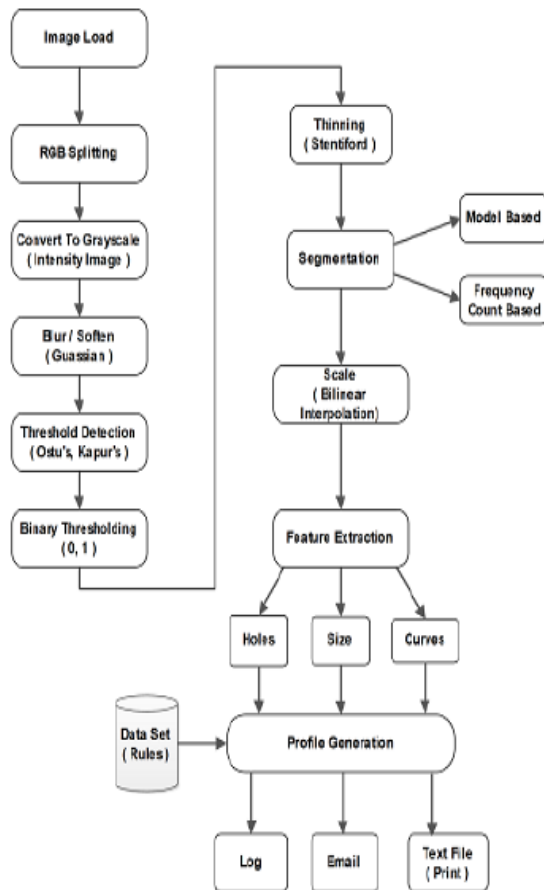 Image Load
RGB Splitting
Convert To Grayscale
( Intensity Image )
Blur / Soften
( Guassian )
Threshold Detection
( Ostu's, Kapur's )
Binary Thresholding
( 0, 1 )
Thinning
( Stentiford )
Segmentation
Model Based
Frequency
Count Based
Scale
( Bilinear
Interpolation)
Feature Extraction
Holes
Size
Curves
Data Set
( Rules )
Profile Generation
Log
Email
Text File
( Print )